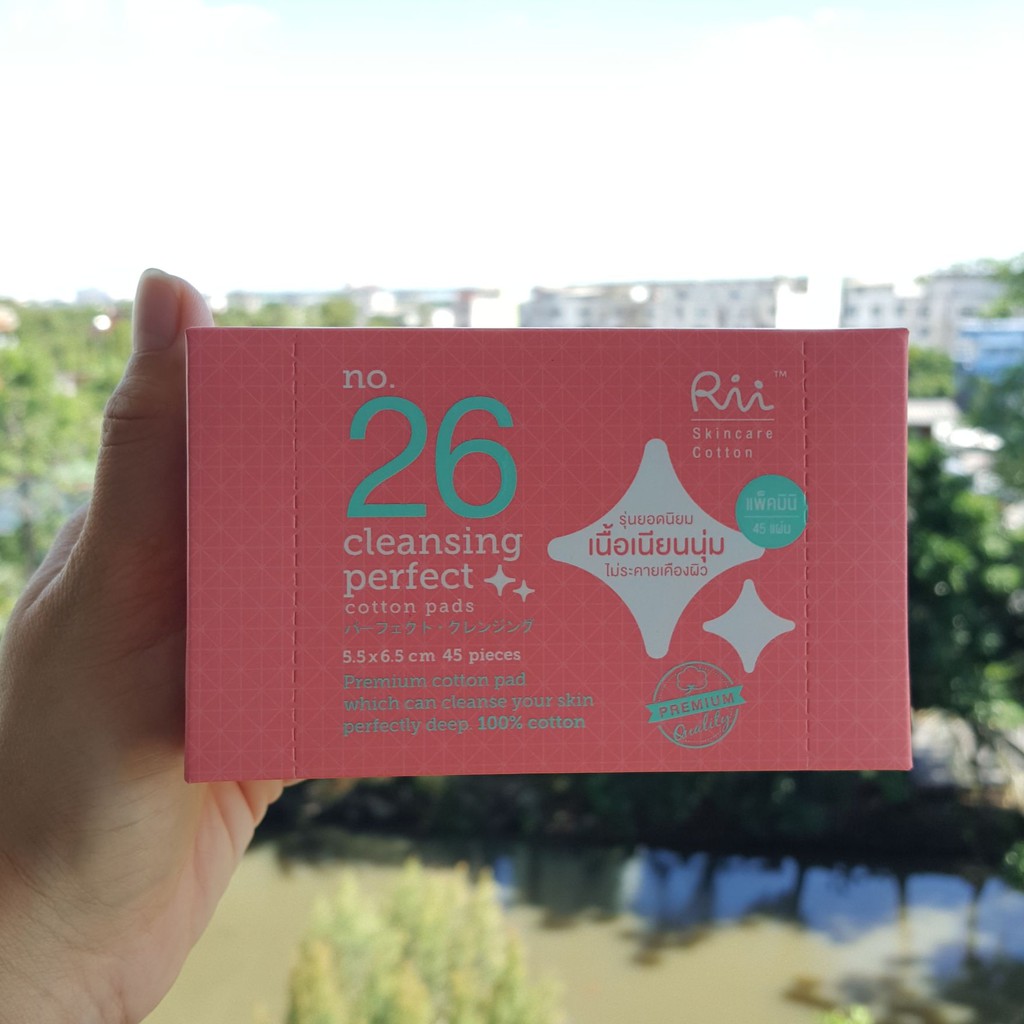 no.
26
cleansing
perfect
cotton pads
パーフェクト・クレンジング
5.5x6.5 cm 45 pieces
Premium cotton pad
which can cleanse your skin
perfectly deep. 100% cotton
Rii™
Skincare
Cotton
แพ็คมินิ
45 แผ่น
รุ่นยอดนิยม
เนื้อเนียนนุ่ม
ไม่ระคายเคืองผิว
PREMIUM
Quality